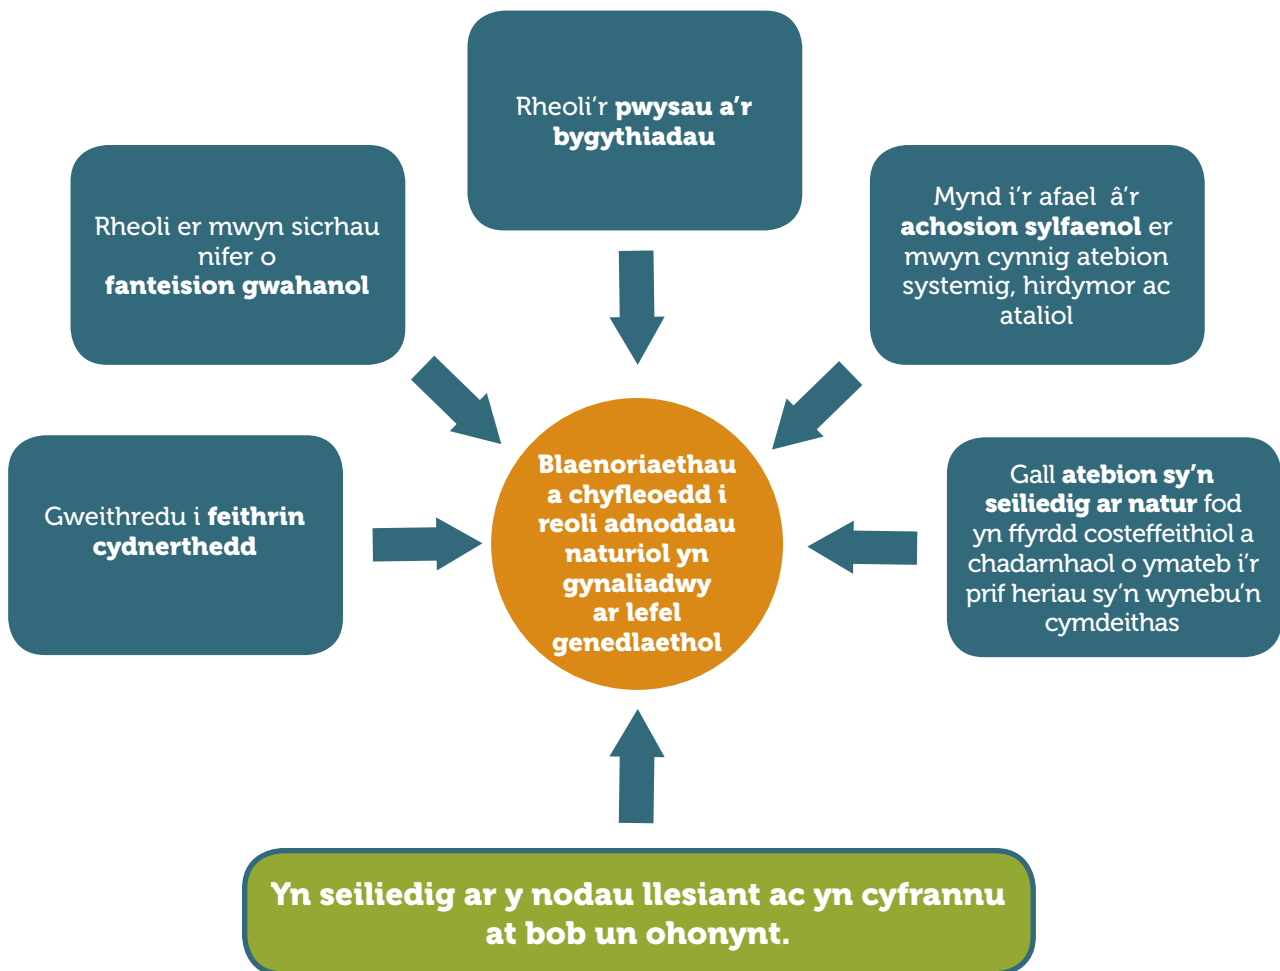 Rheoli'r pwysau a'r
bygythiadau
Rheoli er mwyn sicrhau
nifer o
fanteision gwahanol
Mynd i'r afael â'r
achosion sylfaenol er
mwyn cynnig atebion
systemig, hirdymor ac
ataliol
Gweithredu i feithrin
cydnerthedd
Blaenoriaethau
a chyfleoedd i
reoli adnoddau
naturiol yn
gynaliadwy
ar lefel
genedlaethol
Gall atebion sy'n
seiliedig ar natur fod
yn ffyrdd costeffeithiol a
chadarnhaol o ymateb i'r
prif heriau sy'n wynebu'n
cymdeithas
Yn seiliedig ar y nodau llesiant ac yn cyfrannu
at bob un ohonynt.